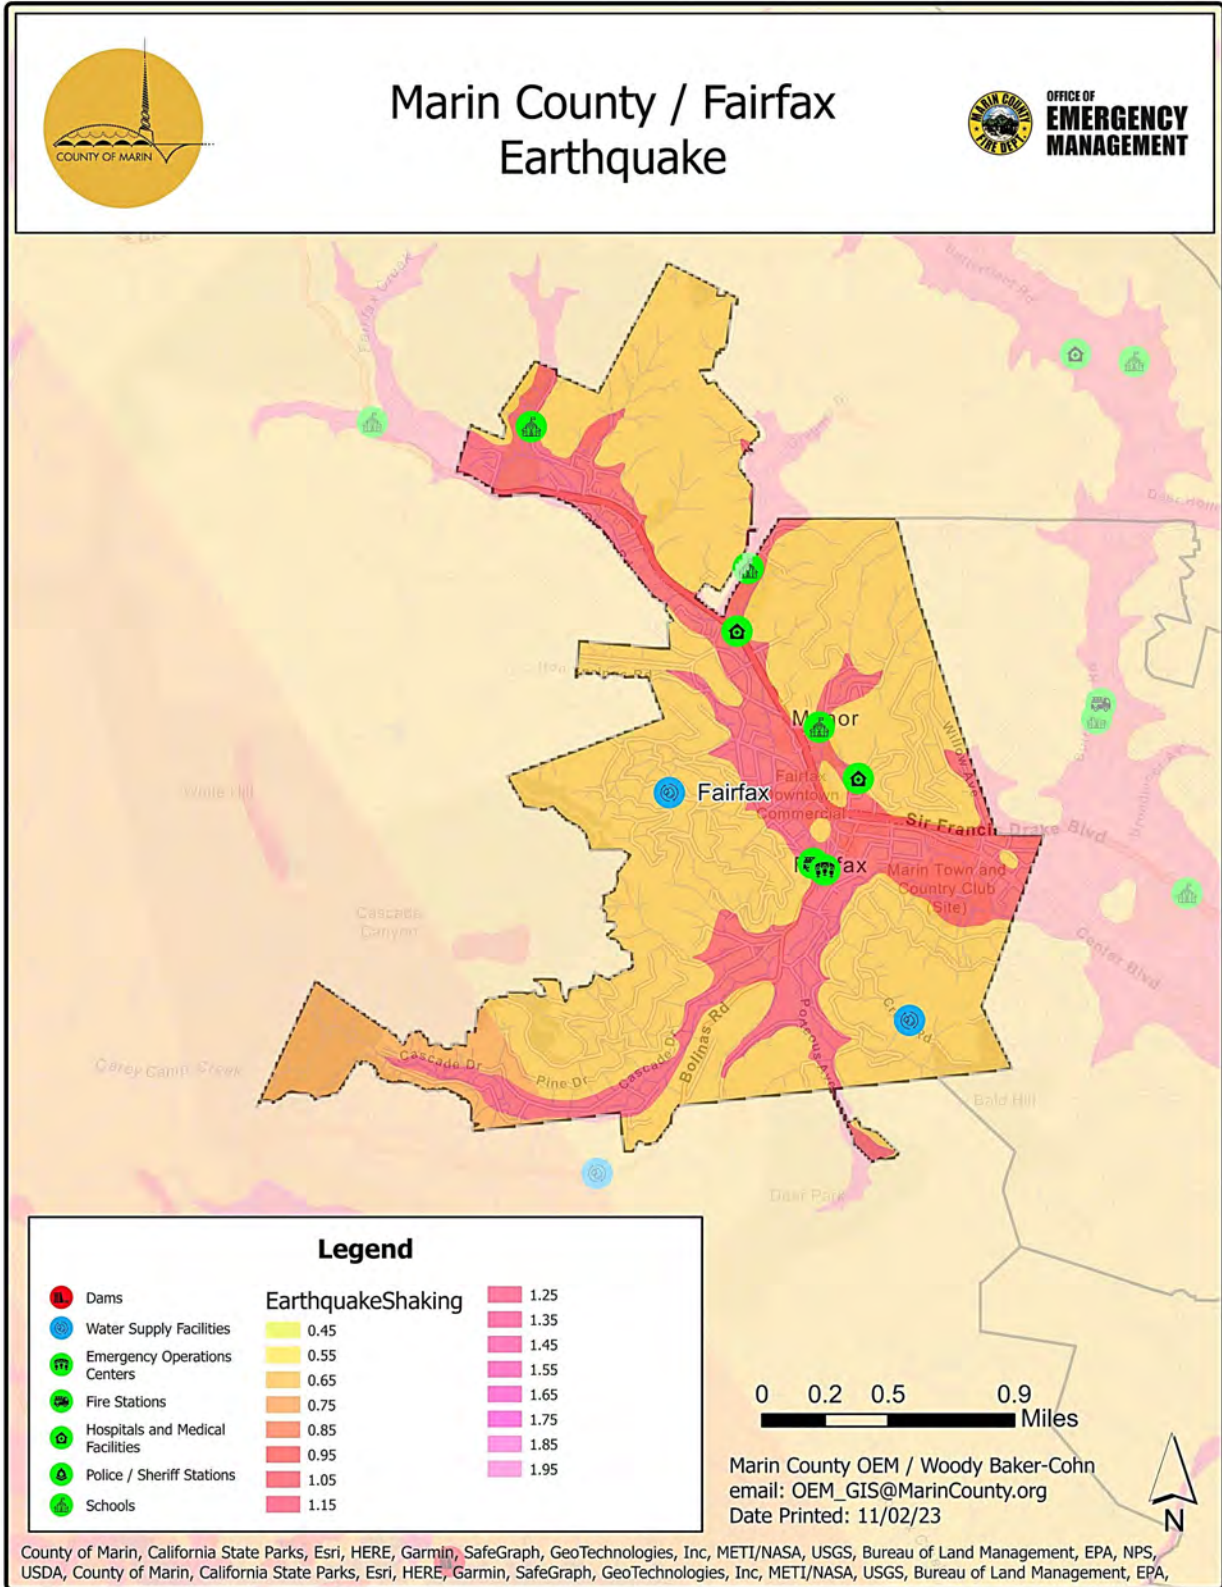 COUNTY OF MARIN
Marin County / Fairfax
Earthquake
MARIN COUNTY
FIRE DEPT.
OFFICE OF
EMERGENCY
MANAGEMENT
Fairfax Creek
Butterfield Rd
Manor
Willow Ave
White Hill
Fairfax
Fairfax
Downtown
Commercial
Sir Francis Drake Blvd
Marin Town and
Country Club
(Site)
Center Blvd
Cascade
Canyon
Carey Camp Creek
Cascade Dr
Pine Dr
Cascade Dr
Bolinas Rd
Porteous Ave
Bald Hill
Deer Park
Legend
Dams
Water Supply Facilities
Emergency Operations
Centers
Fire Stations
Hospitals and Medical
Facilities
Police / Sheriff Stations
Schools
EarthquakeShaking
0.45
0.55
0.65
0.75
0.85
0.95
1.05
1.15
1.25
1.35
1.45
1.55
1.65
1.75
1.85
1.95
0 0.2 0.5 0.9
Miles
Marin County OEM / Woody Baker-Cohn
email: OEM_GIS@MarinCounty.org
Date Printed: 11/02/23
N
County of Marin, California State Parks, Esri, HERE, Garmin, SafeGraph, GeoTechnologies, Inc, METI/NASA, USGS, Bureau of Land Management, EPA, NPS,
USDA, County of Marin, California State Parks, Esri, HERE, Garmin, SafeGraph, GeoTechnologies, Inc, METI/NASA, USGS, Bureau of Land Management, EPA,